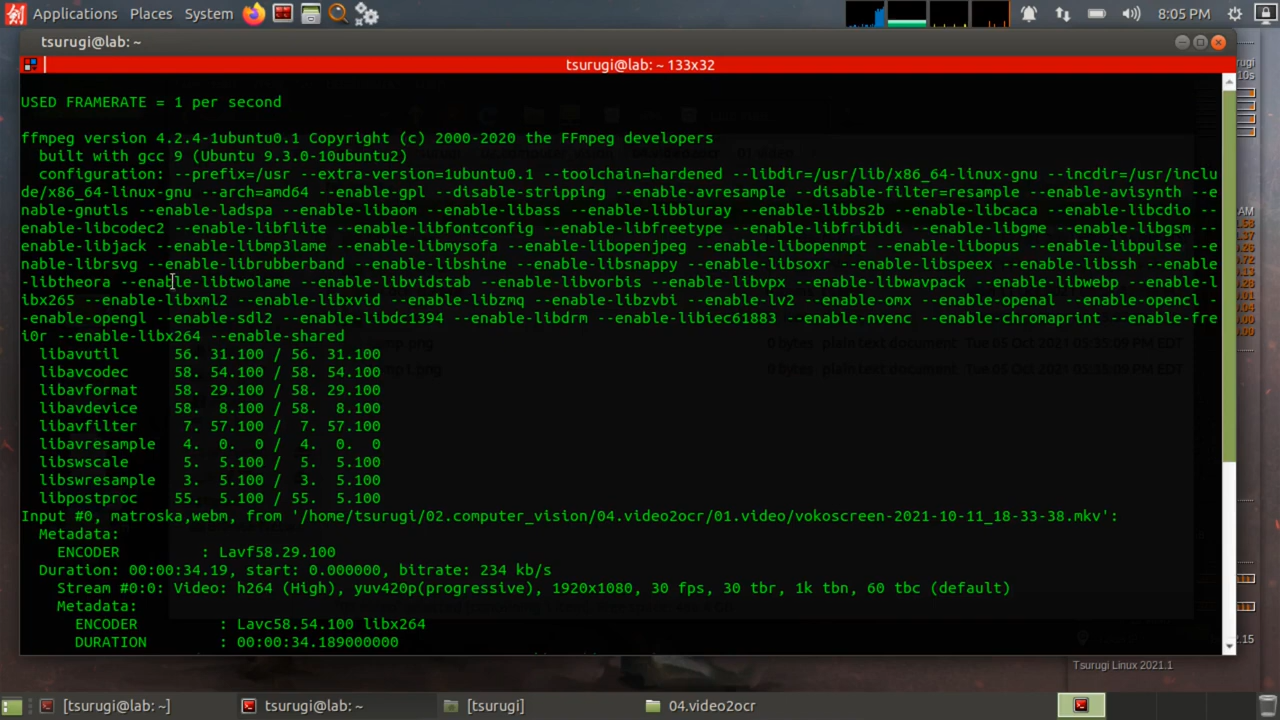 Applications Places System 8:05 PM
tsurugi@lab: ~
tsurugi@lab: ~ 133x32
USED FRAMERATE = 1 per second
ffmpeg version 4.2.4-1ubuntu0.1 Copyright (c) 2000-2020 the FFmpeg developers
built with gcc 9 (Ubuntu 9.3.0-10ubuntu2)
configuration: --prefix=/usr --extra-version=1ubuntu0.1 --toolchain=hardened --libdir=/usr/lib/x86_64-linux-gnu --incdir=/usr/inclu
de/x86_64-linux-gnu --arch=amd64 --enable-gpl --disable-stripping --enable-avresample --disable-filter=resample --enable-avisynth --e
nable-gnutls --enable-ladspa --enable-libaom --enable-libass --enable-libbluray --enable-libbs2b --enable-libcaca --enable-libcdio --
enable-libcodec2 --enable-libflite --enable-libfontconfig --enable-libfreetype --enable-libfribidi --enable-libgme --enable-libgsm --
enable-libjack --enable-libmp3lame --enable-libmysofa --enable-libopenjpeg --enable-libopenmpt --enable-libopus --enable-libpulse --e
nable-librsvg --enable-librubberband --enable-libshine --enable-libsnappy --enable-libsoxr --enable-libspeex --enable-libssh --enable
-libtheora --enable-libtwolame --enable-libvidstab --enable-libvorbis --enable-libvpx --enable-libwavpack --enable-libwebp --enable-l
ibx265 --enable-libxml2 --enable-libxvid --enable-libzmq --enable-libzvbi --enable-lv2 --enable-omx --enable-openal --enable-opencl -
-enable-opengl --enable-sdl2 --enable-libdc1394 --enable-libdrm --enable-libiec61883 --enable-nvenc --enable-chromaprint --enable-fre
i0r --enable-libx264 --enable-shared
libavutil 56. 31.100 / 56. 31.100
libavcodec 58. 54.100 / 58. 54.100
libavformat 58. 29.100 / 58. 29.100
libavdevice 58. 8.100 / 58. 8.100
libavfilter 7. 57.100 / 7. 57.100
libavresample 4. 0. 0 / 4. 0. 0
libswscale 5. 5.100 / 5. 5.100
libswresample 3. 5.100 / 3. 5.100
libpostproc 55. 5.100 / 55. 5.100
Input #0, matroska,webm, from '/home/tsurugi/02.computer_vision/04.video2ocr/01.video/vokoscreen-2021-10-11_18-33-38.mkv':
Metadata:
ENCODER : Lavf58.29.100
Duration: 00:00:34.19, start: 0.000000, bitrate: 234 kb/s
Stream #0:0: Video: h264 (High), yuv420p(progressive), 1920x1080, 30 fps, 30 tbr, 1k tbn, 60 tbc (default)
Metadata:
ENCODER : Lavc58.54.100 libx264
DURATION : 00:00:34.189000000
Tsurugi Linux 2021.1
[tsurugi@lab: ~] tsurugi@lab: ~ [tsurugi] 04.video2ocr